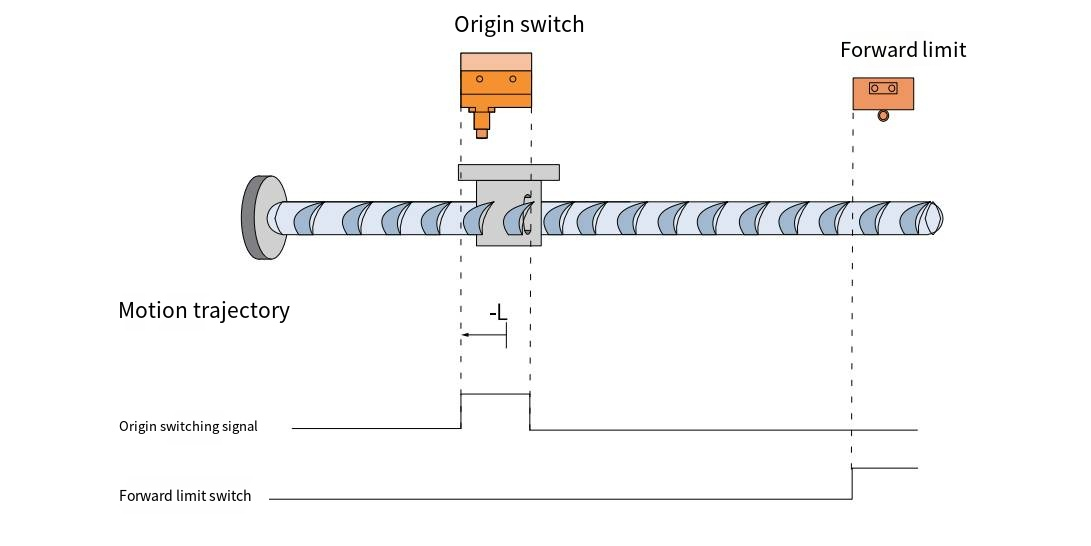 Origin switch
Forward limit
Motion trajectory
-L
Origin switching signal
Forward limit switch